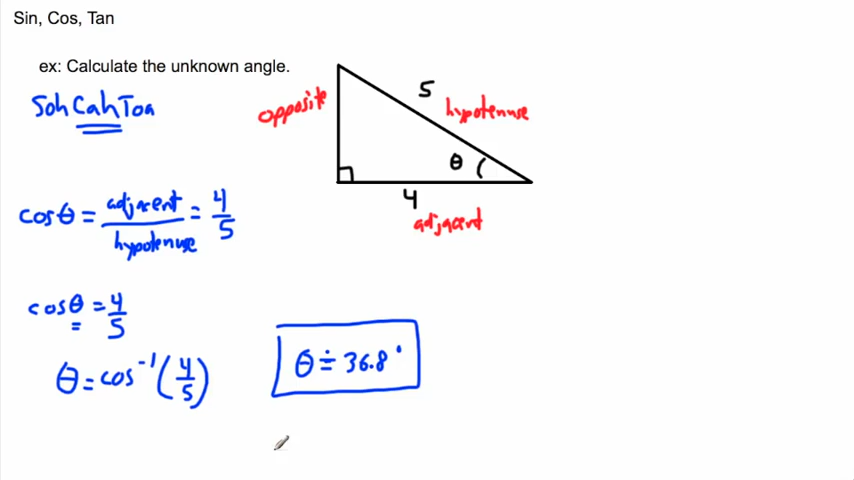 Sin, Cos, Tan
ex: Calculate the unknown angle.
SohCahToa
opposite
5
hypotenuse
θ
4
adjacent
cosθ = adjacent/hypotenuse = 4/5
cosθ = 4/5
θ = cos⁻¹(4/5)
θ ≐ 36.8°